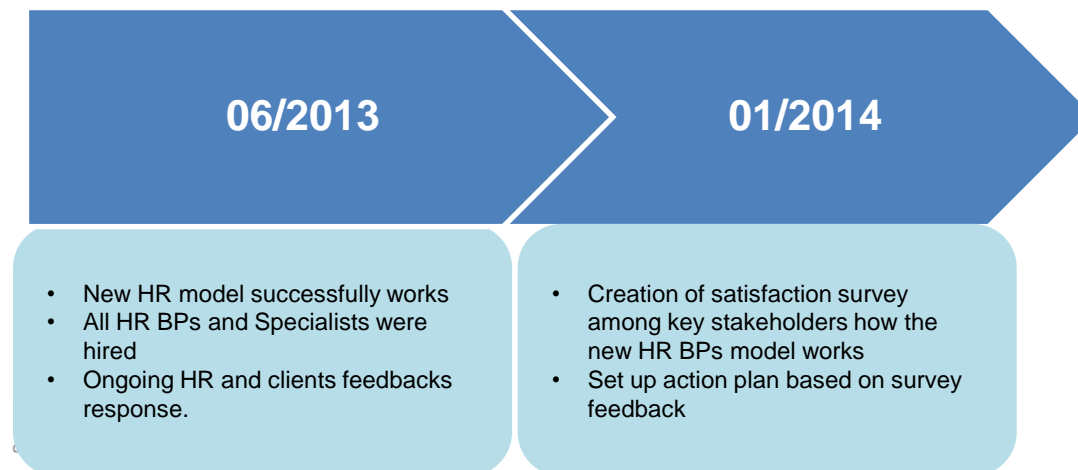 06/2013
01/2014
• New HR model successfully works
• All HR BPs and Specialists were
hired
• Ongoing HR and clients feedbacks
response.
• Creation of satisfaction survey
among key stakeholders how the
new HR BPs model works
• Set up action plan based on survey
feedback